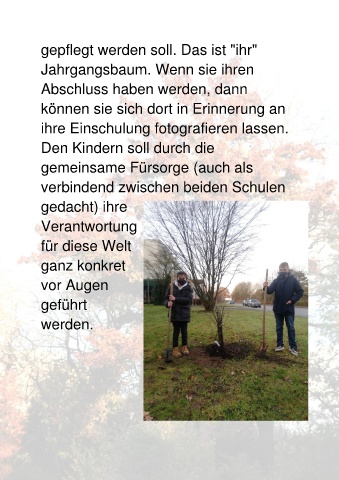 gepflegt werden soll. Das ist "ihr"
Jahrgangsbaum. Wenn sie ihren
Abschluss haben werden, dann
können sie sich dort in Erinnerung an
ihre Einschulung fotografieren lassen.
Den Kindern soll durch die
gemeinsame Fürsorge (auch als
verbindend zwischen beiden Schulen
gedacht) ihre
Verantwortung
für diese Welt
ganz konkret
vor Augen
geführt
werden.